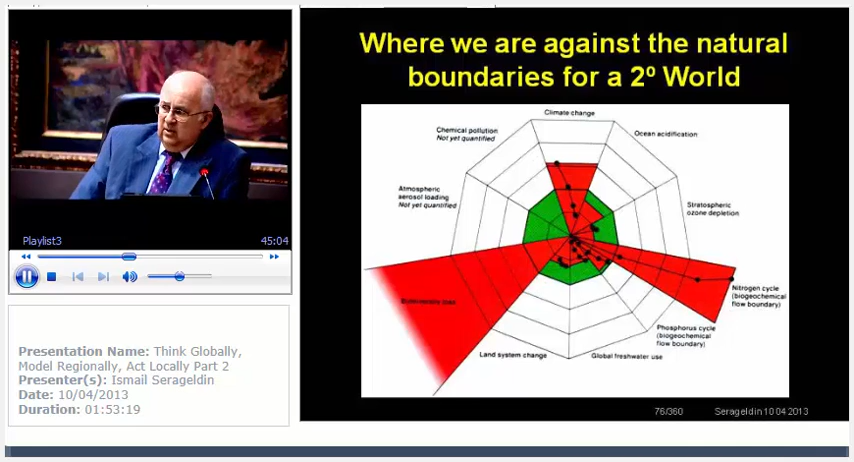 Where we are against the natural
boundaries for a 2º World
Climate change
Ocean acidification
Stratospheric
ozone depletion
Nitrogen cycle
(biogeochemical
flow boundary)
Phosphorus cycle
(biogeochemical
flow boundary)
Global freshwater use
Land system change
Biodiversity loss
Atmospheric
aerosol loading
Not yet quantified
Chemical pollution
Not yet quantified
76/360
Serageldin 10 04 2013
Playlist3
45:04
Presentation Name: Think Globally,
Model Regionally, Act Locally Part 2
Presenter(s): Ismail Serageldin
Date: 10/04/2013
Duration: 01:53:19